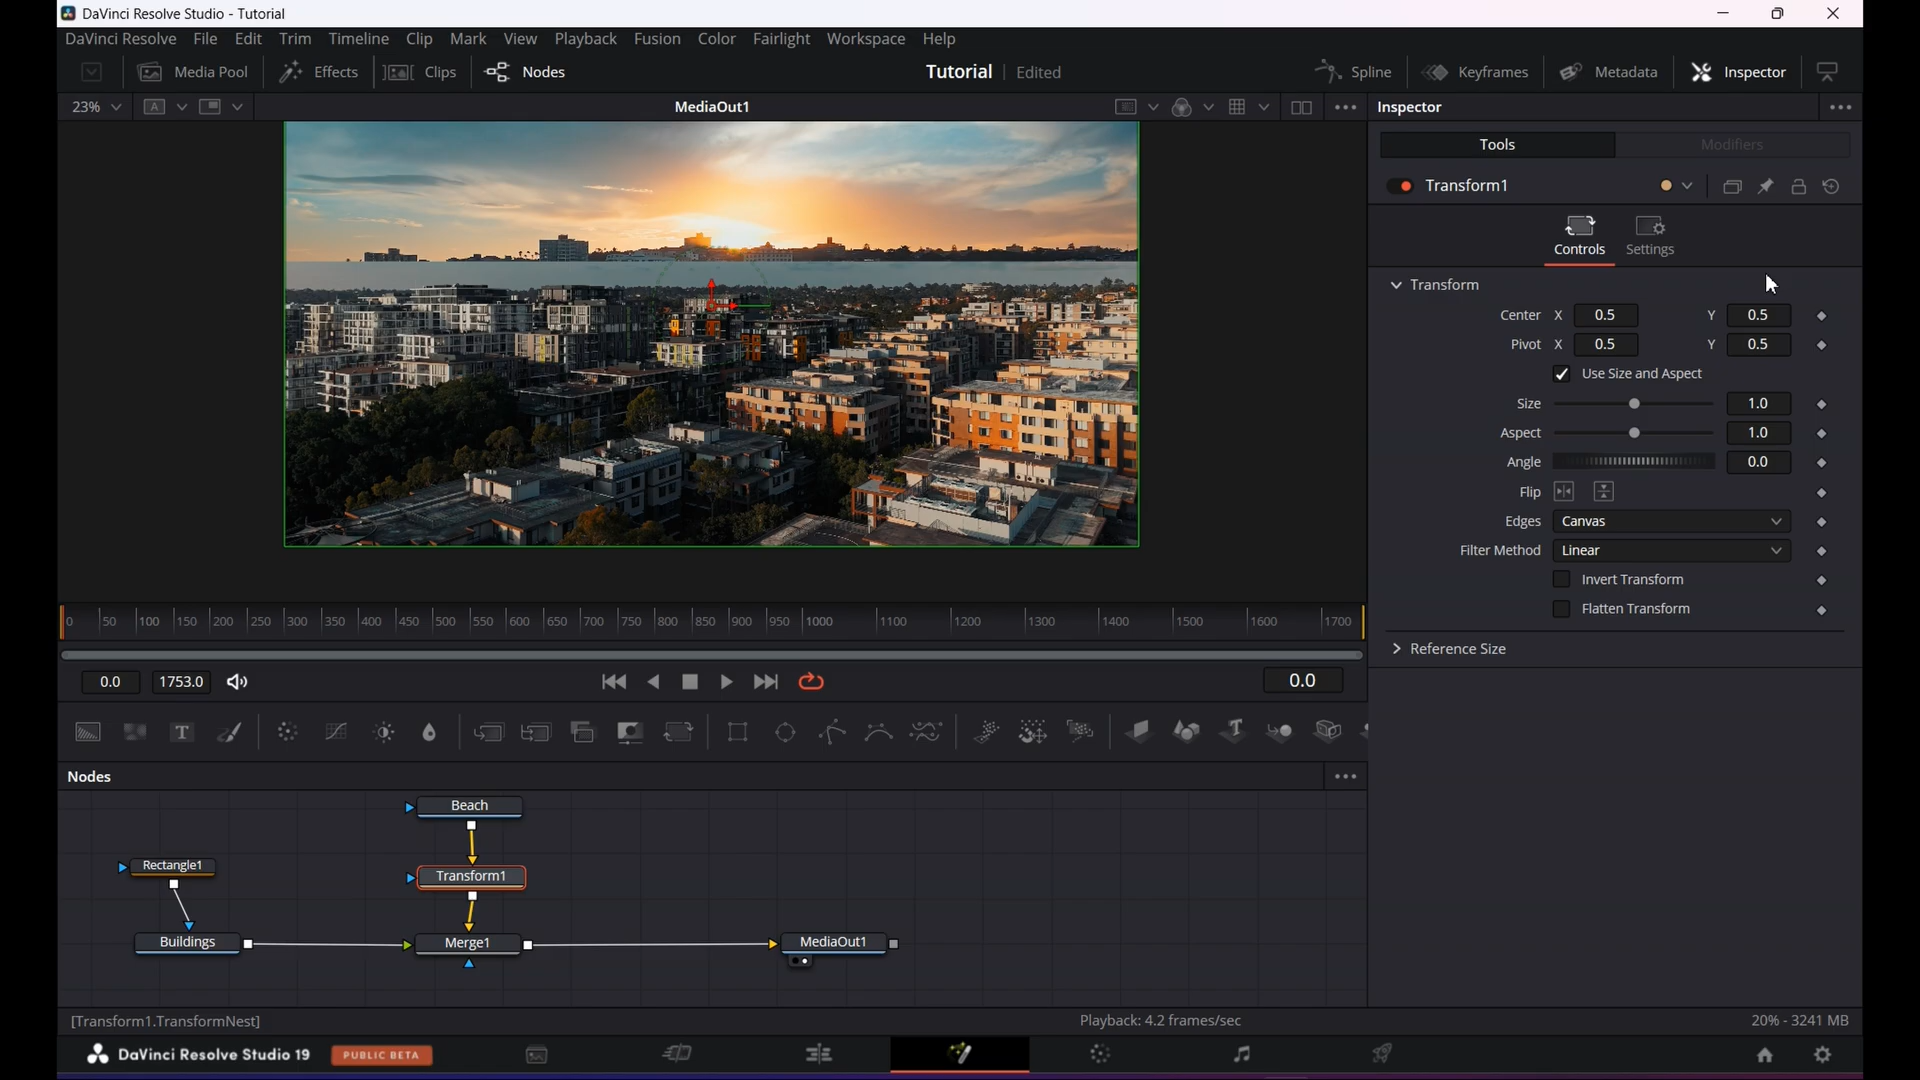 DaVinci Resolve Studio - Tutorial
DaVinci Resolve File Edit Trim Timeline Clip Mark View Playback Fusion Color Fairlight Workspace Help
Media Pool Effects Clips Nodes Tutorial Edited Spline Keyframes Metadata Inspector
23% A MediaOut1 Inspector
Tools Modifiers
Transform1
Controls Settings
Transform
Center X 0.5 Y 0.5
Pivot X 0.5 Y 0.5
Use Size and Aspect
Size 1.0
Aspect 1.0
Angle 0.0
Flip
Edges Canvas
Filter Method Linear
Invert Transform
Flatten Transform
Reference Size
0 50 100 150 200 250 300 350 400 450 500 550 600 650 700 750 800 850 900 950 1000 1100 1200 1300 1400 1500 1600 1700
0.0 1753.0 0.0
T T
Nodes
Beach
Rectangle1
Transform1
Buildings Merge1 MediaOut1
[Transform1.TransformNest] Playback: 4.2 frames/sec 20% - 3241 MB
DaVinci Resolve Studio 19 PUBLIC BETA